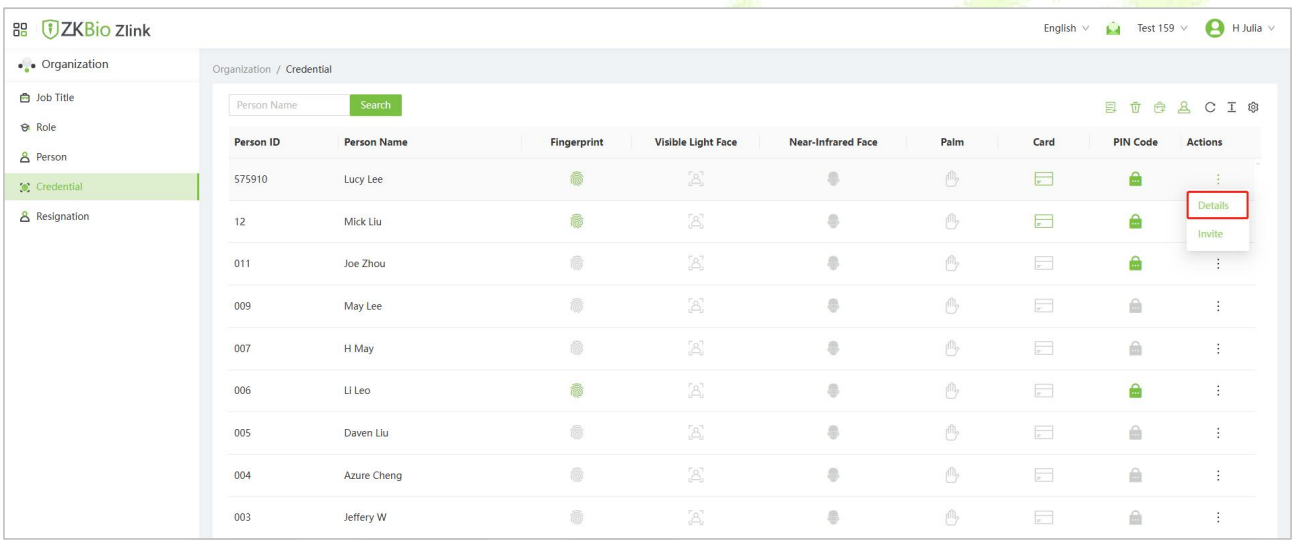 ZKBio Zlink English Test 159 H Julia
Organization
Organization / Credential
Job Title
Person Name Search
Role
Person ID Person Name Fingerprint Visible Light Face Near-Infrared Face Palm Card PIN Code Actions
Person
575910 Lucy Lee
Credential
Details
Resignation
12 Mick Liu
Invite
011 Joe Zhou
009 May Lee
007 H May
006 Li Leo
005 Daven Liu
004 Azure Cheng
003 Jeffery W